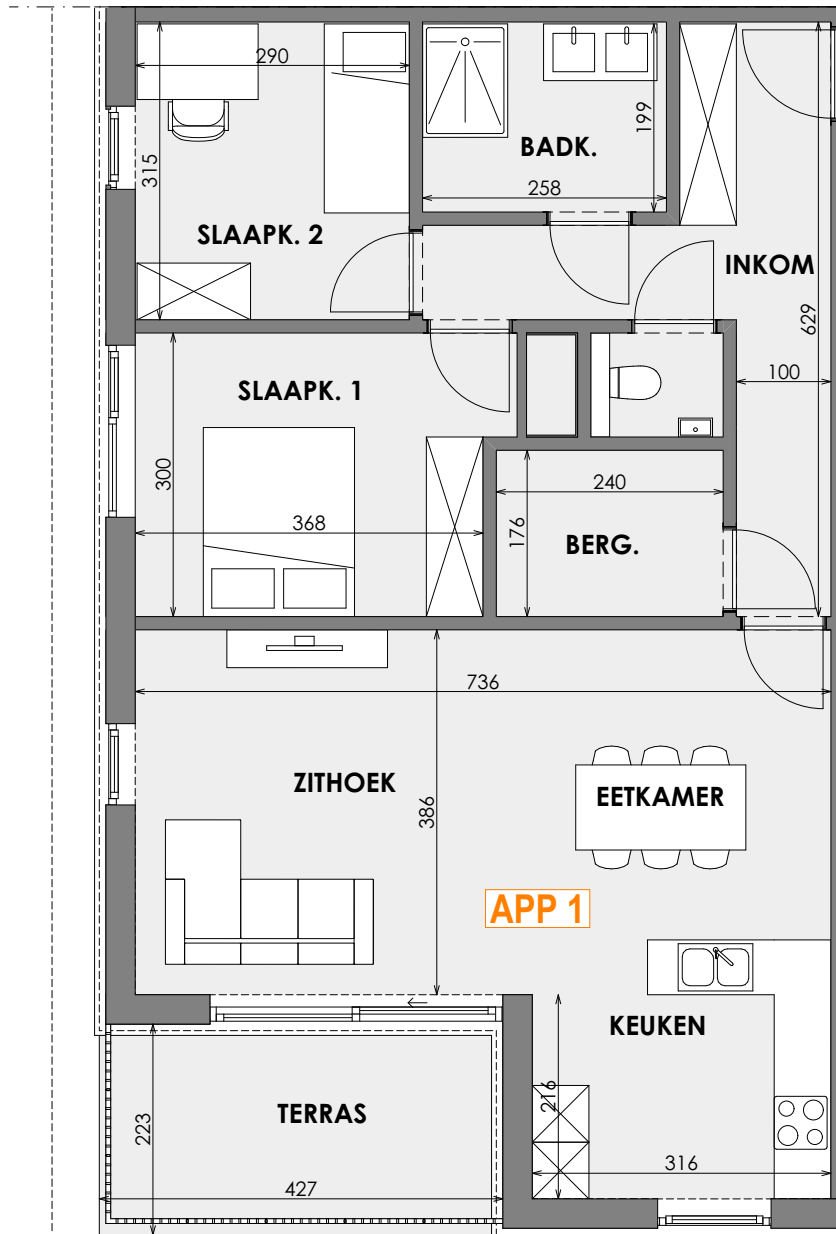 290
199
BADK.
315
258
SLAAPK. 2
INKOM
629
100
SLAAPK. 1
300
240
176
368
BERG.
736
ZITHOEK
EETKAMER
386
APP 1
KEUKEN
216
TERRAS
223
316
427